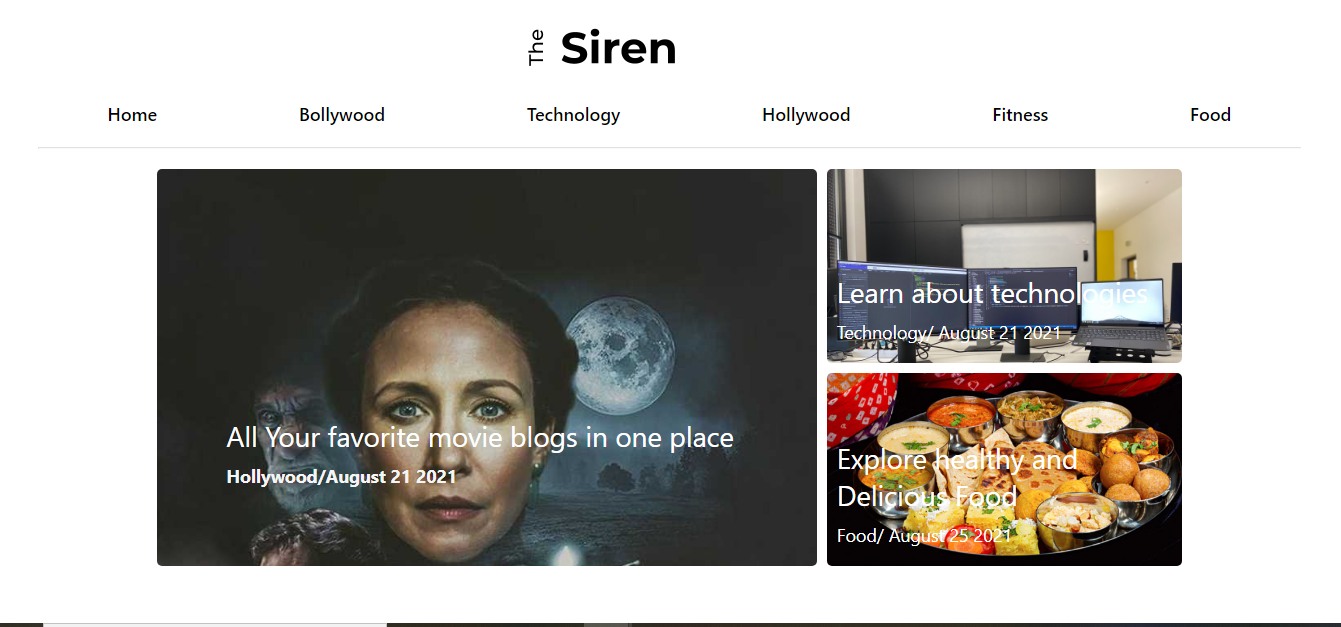 The Siren
Home Bollywood Technology Hollywood Fitness Food
All Your favorite movie blogs in one place
Hollywood/August 21 2021
Learn about technologies
Technology/ August 21 2021
Explore healthy and
Delicious Food
Food/ August 25 2021